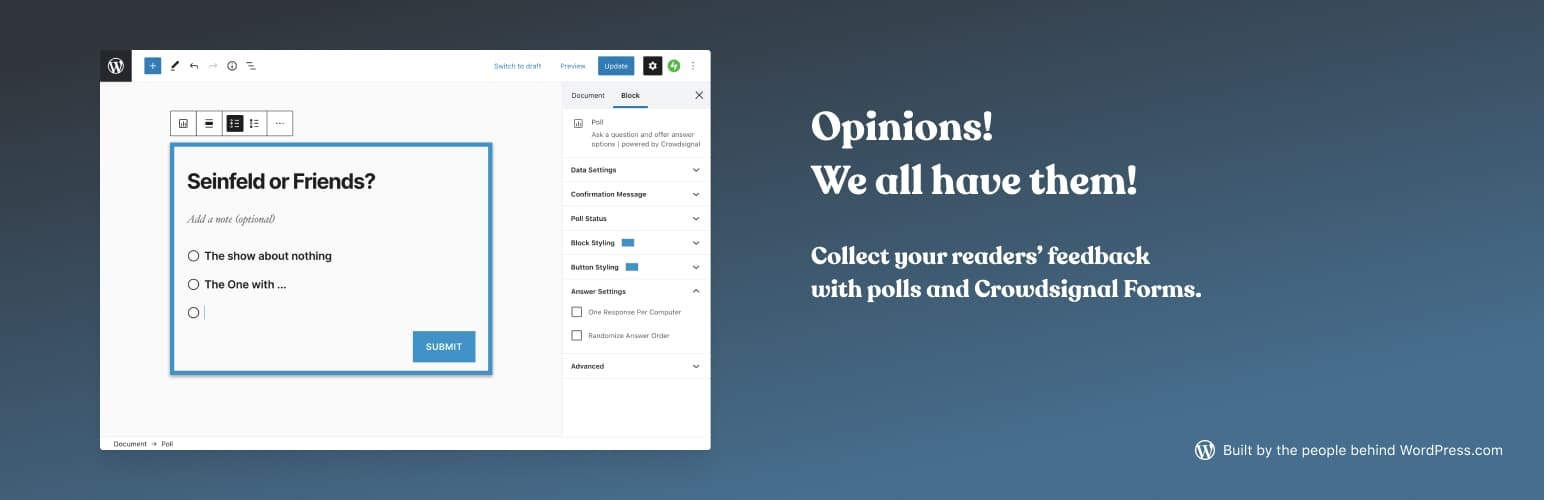 Switch to draft
Preview
Update
Document
Block
Poll
Ask a question and offer answer
options | powered by Crowdsignal
Data Settings
Confirmation Message
Poll Status
Block Styling
Button Styling
Answer Settings
One Response Per Computer
Randomize Answer Order
Advanced
Seinfeld or Friends?
Add a note (optional)
The show about nothing
The One with ...
SUBMIT
Document → Poll
Opinions!
We all have them!
Collect your readers’ feedback
with polls and Crowdsignal Forms.
Built by the people behind WordPress.com